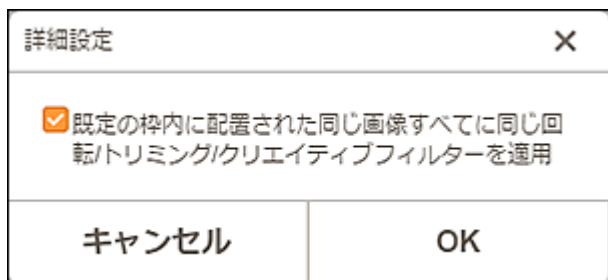 詳細設定
既定の枠内に配置された同じ画像すべてに同じ回
転/トリミング/クリエイティブフィルターを適用
キャンセル OK